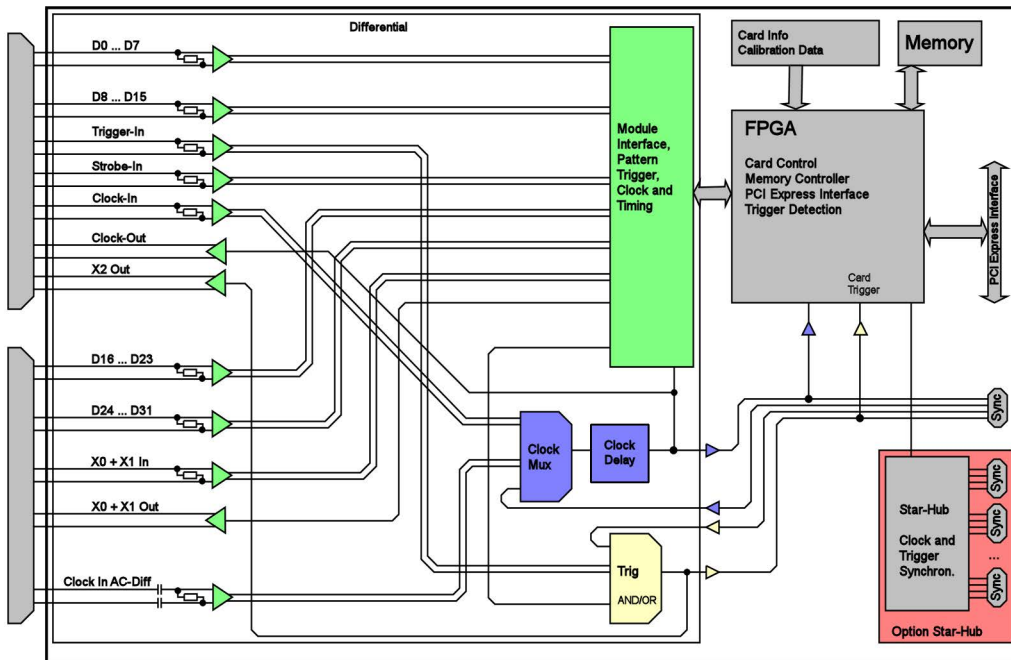 Differential
D0 ... D7
D8 ... D15
Trigger-In
Strobe-In
Clock-In
Clock-Out
X2 Out
D16 ... D23
D24 ... D31
X0 + X1 In
X0 + X1 Out
Clock In AC-Diff
Module
Interface,
Pattern
Trigger,
Clock and
Timing
Clock
Mux
Clock
Delay
Trig
AND/OR
Card Info
Calibration Data
Memory
FPGA
Card Control
Memory Controller
PCI Express Interface
Trigger Detection
Card
Trigger
PCI Express Interface
Sync
Star-Hub
Clock and
Trigger
Synchron.
Sync
Sync
...
Sync
Option Star-Hub